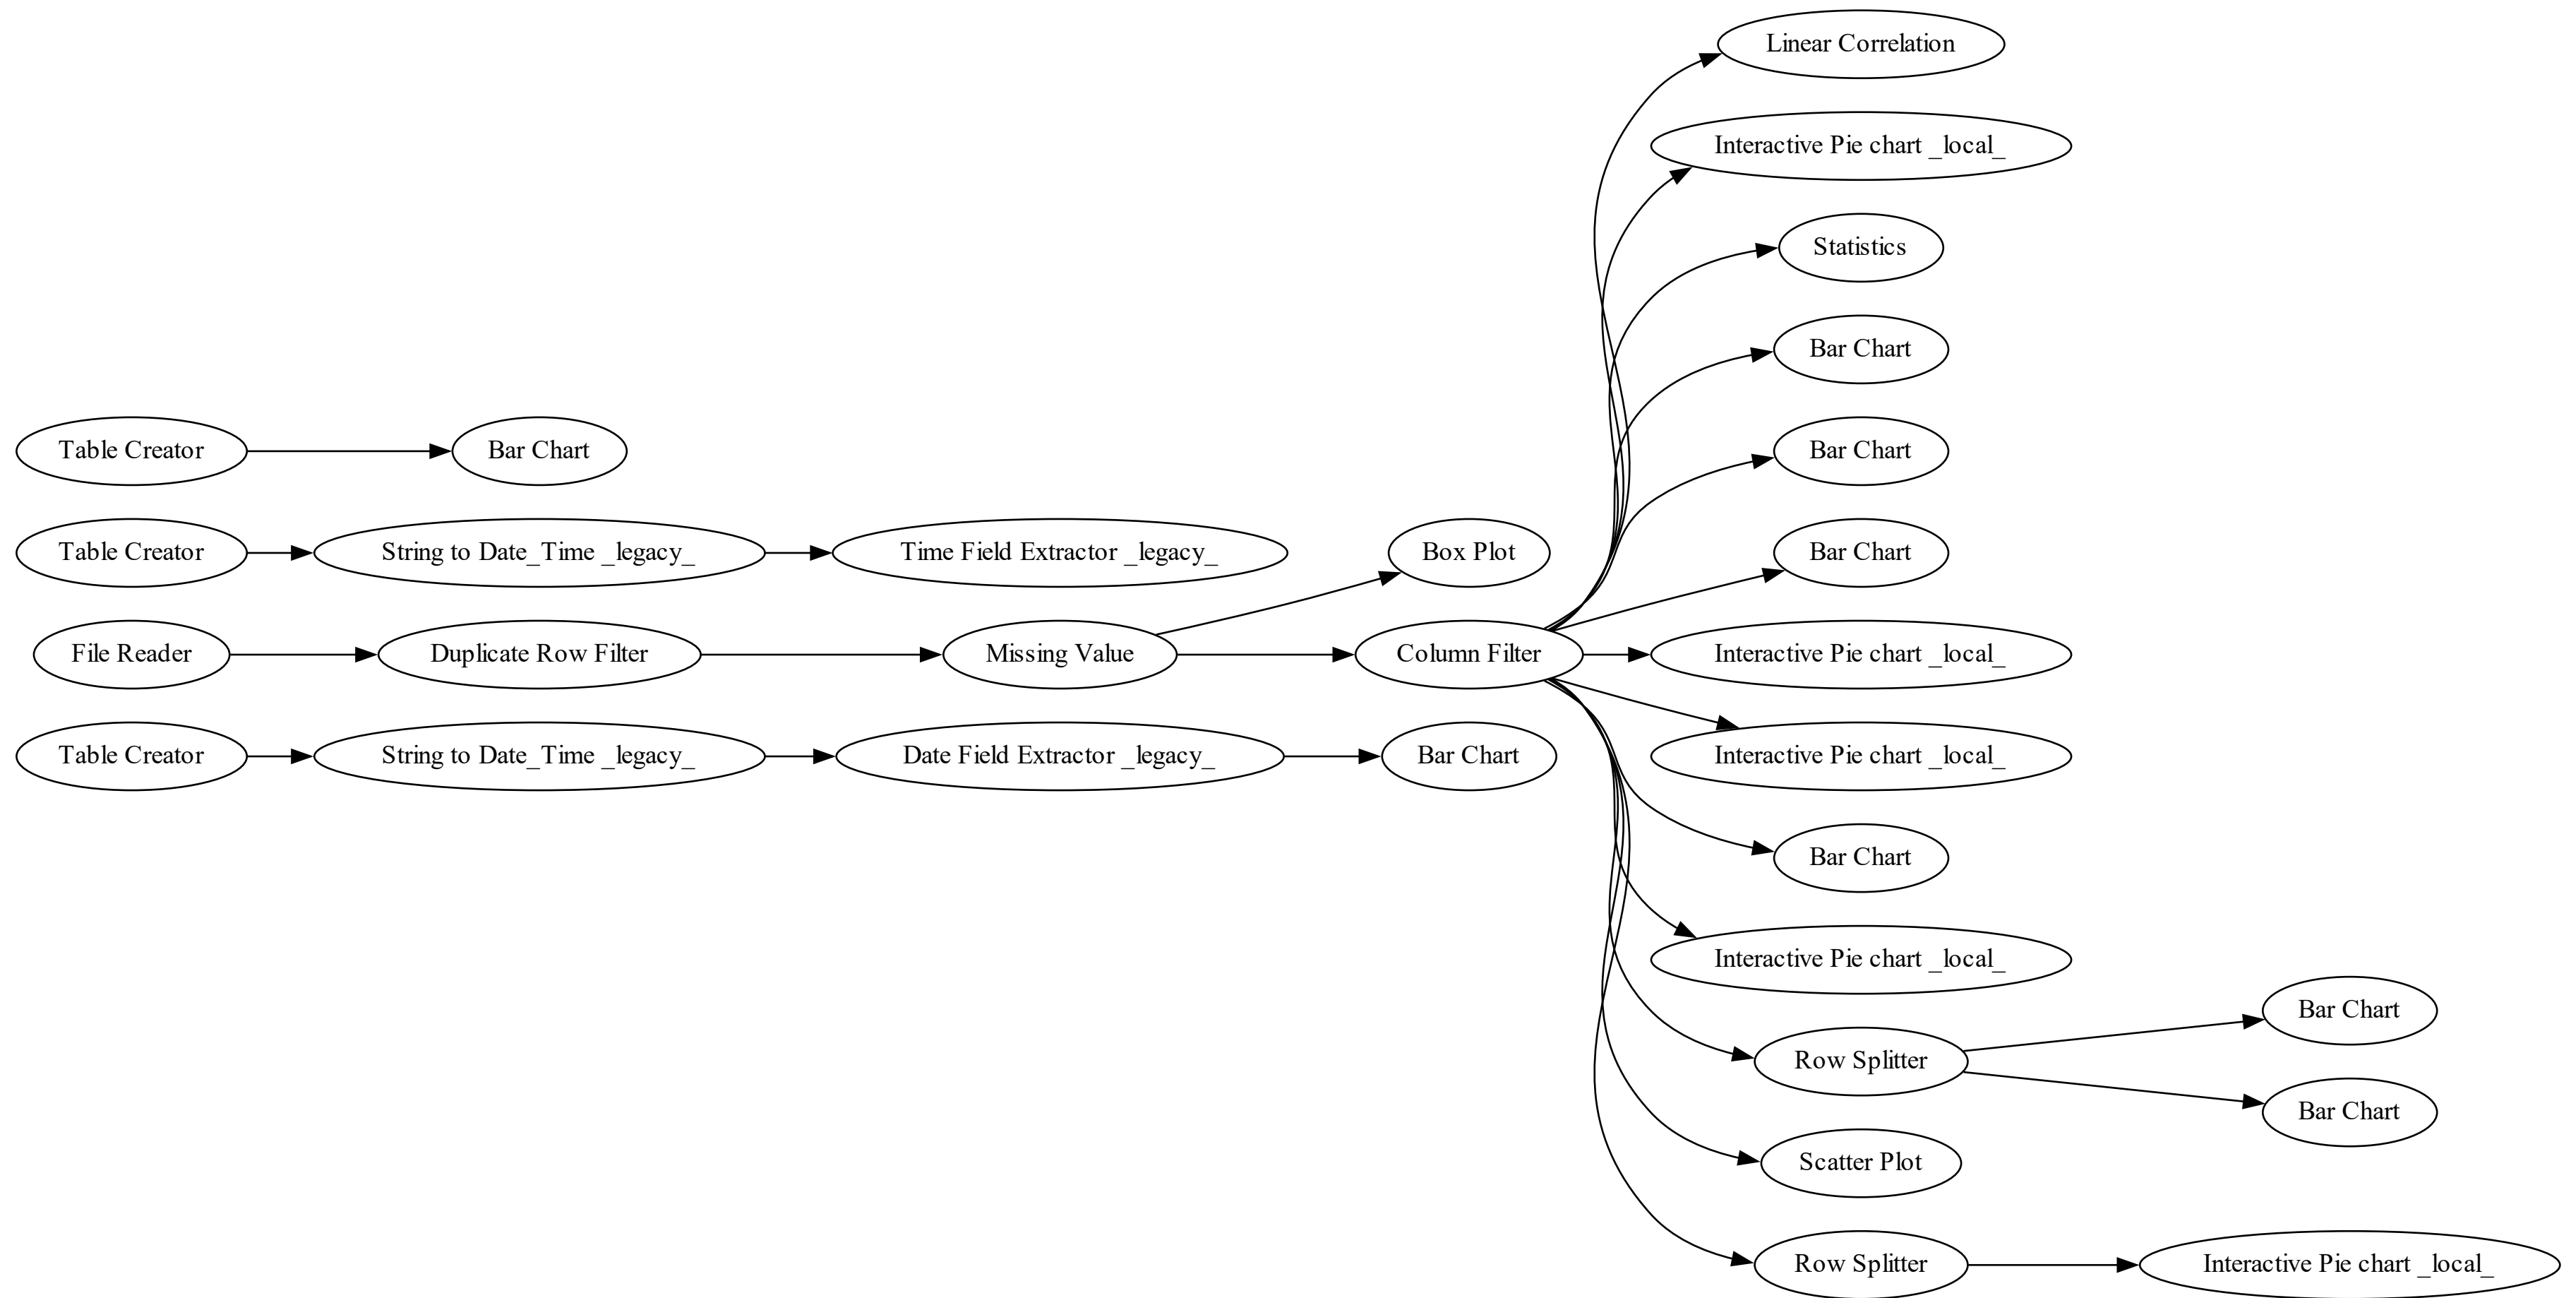 Linear Correlation
Interactive Pie chart _local_
Statistics
Bar Chart
Table Creator
Bar Chart
Bar Chart
Table Creator
String to Date_Time _legacy_
Time Field Extractor _legacy_
Box Plot
Bar Chart
File Reader
Duplicate Row Filter
Missing Value
Column Filter
Interactive Pie chart _local_
Table Creator
String to Date_Time _legacy_
Date Field Extractor _legacy_
Bar Chart
Interactive Pie chart _local_
Bar Chart
Interactive Pie chart _local_
Bar Chart
Row Splitter
Bar Chart
Scatter Plot
Row Splitter
Interactive Pie chart _local_